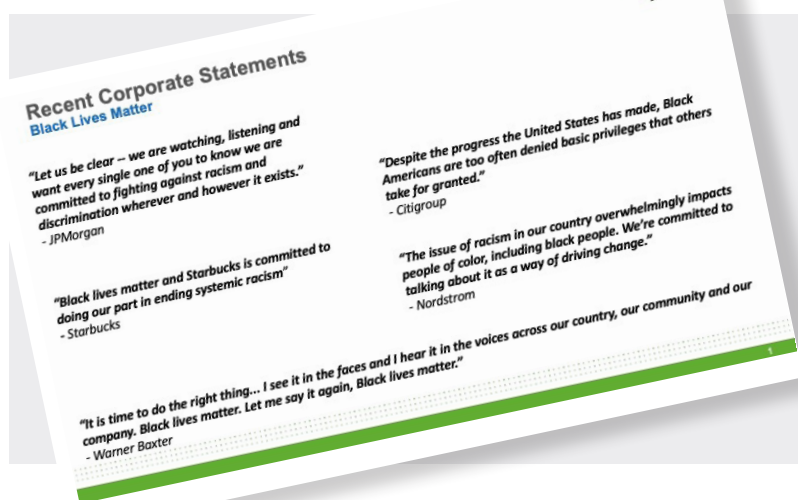 Recent Corporate Statements
Black Lives Matter
“Let us be clear – we are watching, listening and
want every single one of you to know we are
committed to fighting against racism and
discrimination wherever and however it exists.”
- JPMorgan
“Despite the progress the United States has made, Black
Americans are too often denied basic privileges that others
take for granted.”
- Citigroup
“Black lives matter and Starbucks is committed to
doing our part in ending systemic racism”
- Starbucks
“The issue of racism in our country overwhelmingly impacts
people of color, including black people. We’re committed to
talking about it as a way of driving change.”
- Nordstrom
“It is time to do the right thing... I see it in the faces and I hear it in the voices across our country, our community and our
company. Black lives matter. Let me say it again, Black lives matter.”
- Warner Baxter
1